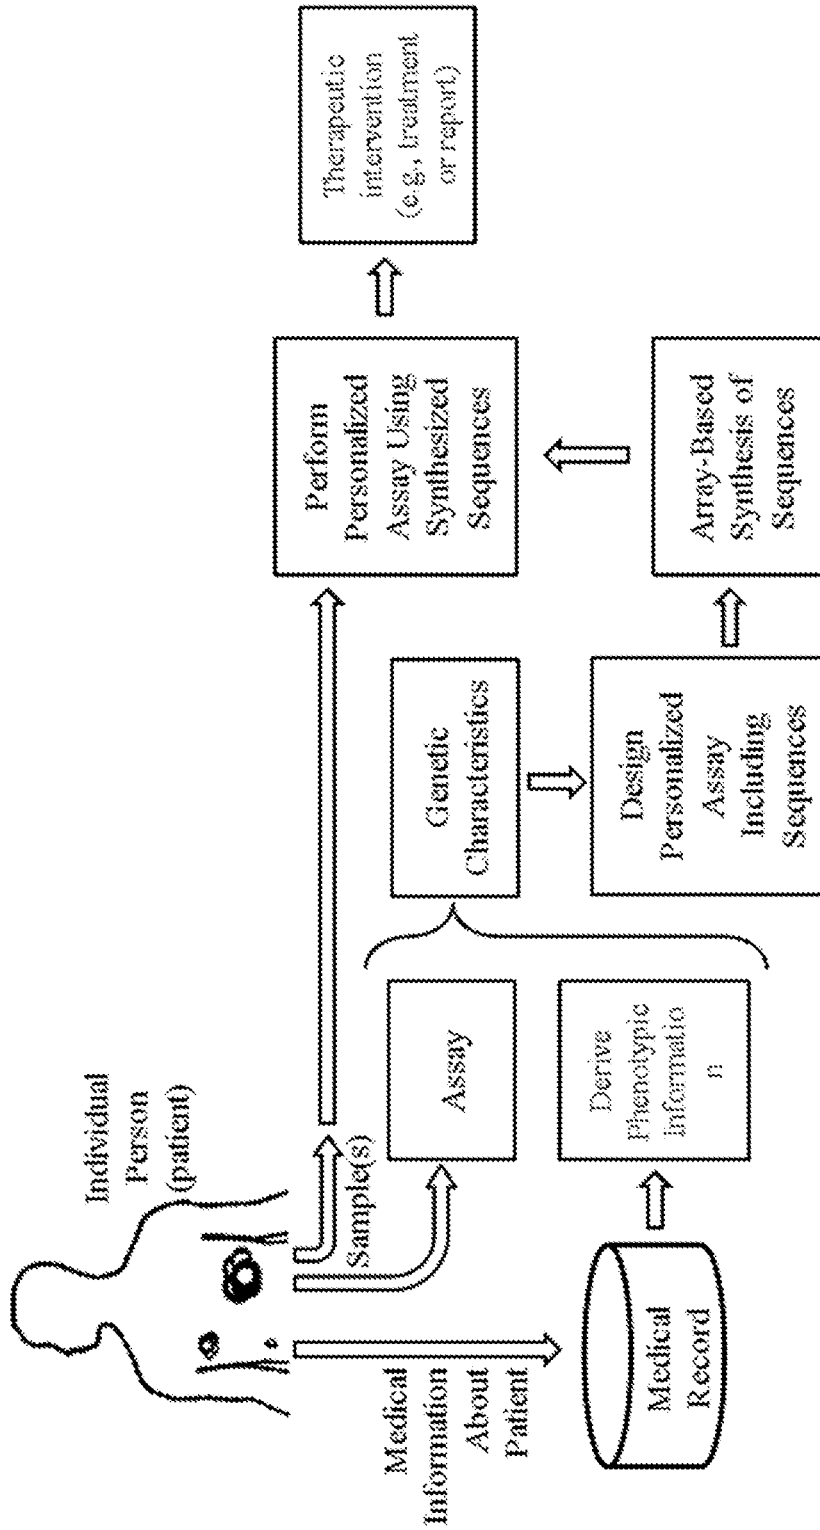 Individual
Person
(patient)
Medical
Information
About
Patient
Sample(s)
Medical
Record
Assay
Derive
Phenotypic
Informatio
n
Genetic
Characteristics
Design
Personalized
Assay
Including
Sequences
Array-Based
Synthesis of
Sequences
Perform
Personalized
Assay Using
Synthesized
Sequences
Therapeutic
intervention
(e.g., treatment
or report)